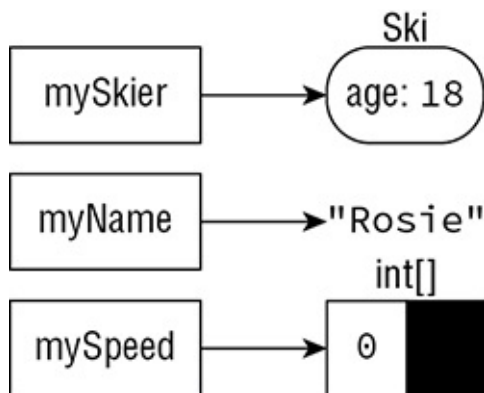 Ski
mySkier
age: 18
myName
"Rosie"
int[]
mySpeed
0